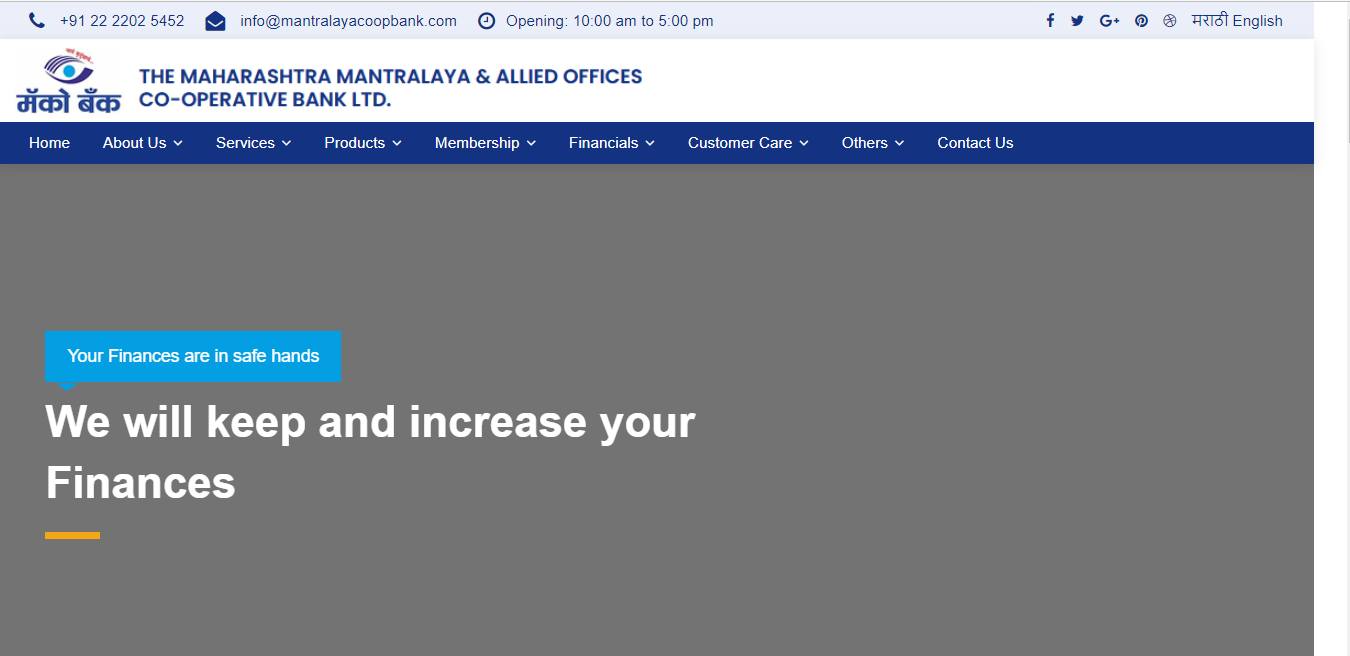 +91 22 2202 5452 info@mantralayacoopbank.com Opening: 10:00 am to 5:00 pm मराठी English
मॅको बँक
THE MAHARASHTRA MANTRALAYA & ALLIED OFFICES
CO-OPERATIVE BANK LTD.
Home About Us Services Products Membership Financials Customer Care Others Contact Us
Your Finances are in safe hands
We will keep and increase your
Finances